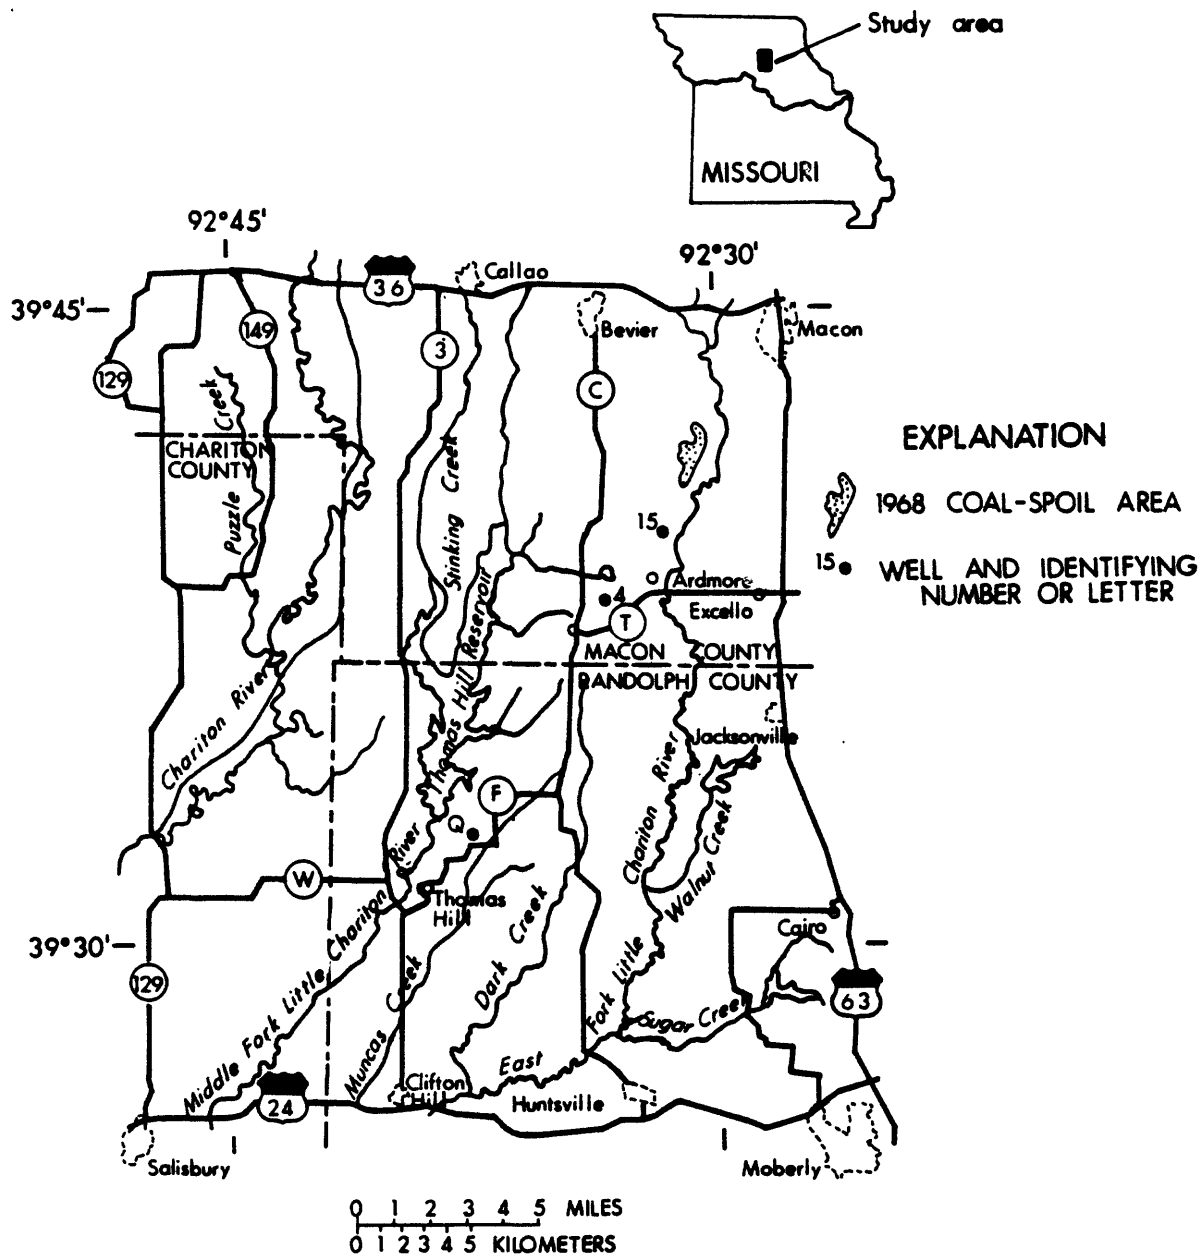 Study area
MISSOURI
92°45'
92°30'
39°45'
36
Callao
149
3
Bevier
Macon
129
C
Puzzle Creek
CHARITON
COUNTY
Stinking Creek
EXPLANATION
1968 COAL-SPOIL AREA
15
WELL AND IDENTIFYING
NUMBER OR LETTER
15
Ardmore
4
Excello
T
Thomas Hill Reservoir
MACON COUNTY
RANDOLPH COUNTY
Chariton River
Jacksonville
F
Q
W
Thomas
Hill
Middle Fork Little Chariton River
Muncas Creek
Dark Creek
East Fork Little Chariton River
Walnut Creek
Cairo
39°30'
129
63
Sugar Creek
24
Clifton
Hill
Huntsville
Salisbury
Moberly
0 1 2 3 4 5 MILES
0 1 2 3 4 5 KILOMETERS